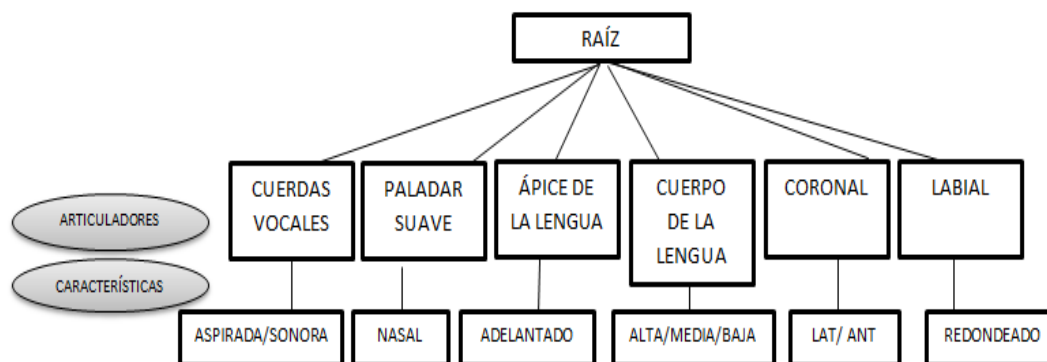 RAÍZ
CUERDAS
VOCALES
PALADAR
SUAVE
ÁPICE DE
LA LENGUA
CUERPO
DE LA
LENGUA
CORONAL
LABIAL
ARTICULADORES
CARACTERÍSTICAS
ASPIRADA/SONORA
NASAL
ADELANTADO
ALTA/MEDIA/BAJA
LAT/ ANT
REDONDEADO